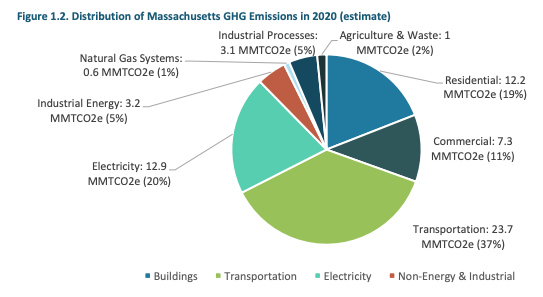 Figure 1.2. Distribution of Massachusetts GHG Emissions in 2020 (estimate)
Industrial Processes:
3.1 MMTCO2e (5%)
Agriculture & Waste: 1
MMTCO2e (2%)
Natural Gas Systems:
0.6 MMTCO2e (1%)
Residential: 12.2
MMTCO2e (19%)
Industrial Energy: 3.2
MMTCO2e (5%)
Commercial: 7.3
MMTCO2e (11%)
Electricity: 12.9
MMTCO2e (20%)
Transportation: 23.7
MMTCO2e (37%)
Buildings
Transportation
Electricity
Non-Energy & Industrial